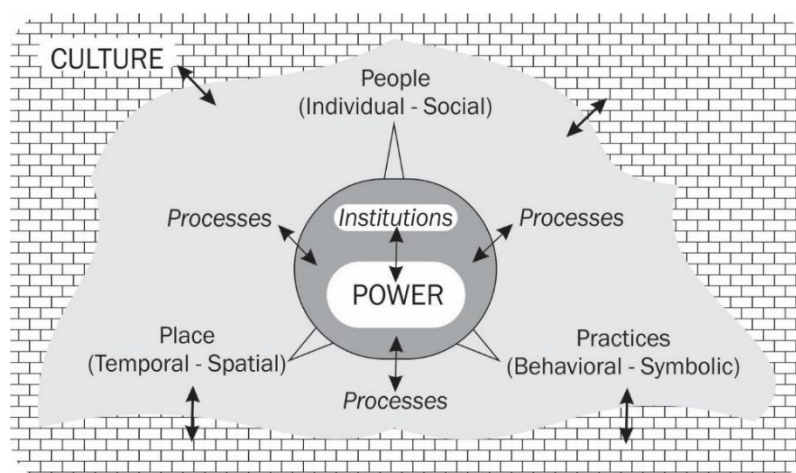 CULTURE
People
(Individual - Social)
Processes
Institutions
Processes
POWER
Place
(Temporal - Spatial)
Practices
(Behavioral - Symbolic)
Processes